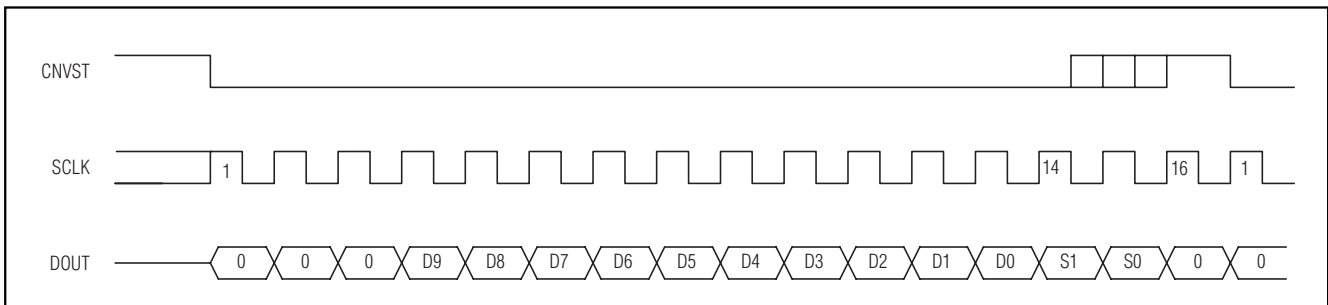 CNVST
SCLK 1 14 16 1
DOUT 0 0 0 D9 D8 D7 D6 D5 D4 D3 D2 D1 D0 S1 S0 0 0